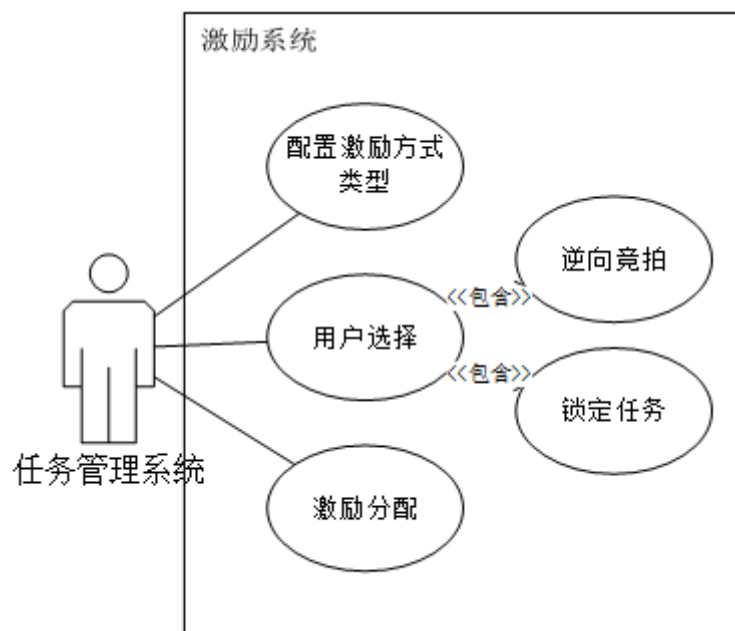 激励系统
配置激励方式
类型
逆向竟拍
<<包含>>
用户选择
<<包含>>
锁定任务
任务管理系统
激励分配